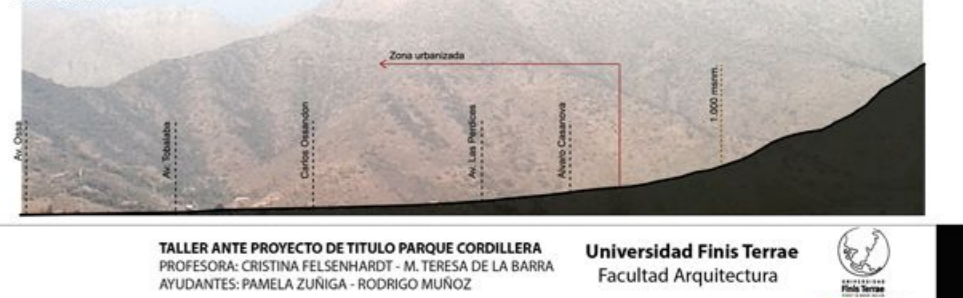 Zona urbanizada
Av. Ossa
Av. Tobalaba
Carlos Ossandon
Av. Las Perdices
Alvaro Casanova
1.000 msnm.
TALLER ANTE PROYECTO DE TITULO PARQUE CORDILLERA
PROFESORA: CRISTINA FELSENHARDT - M. TERESA DE LA BARRA
AYUDANTES: PAMELA ZUÑIGA - RODRIGO MUÑOZ
Universidad Finis Terrae
Facultad Arquitectura
UNIVERSIDAD
Finis Terrae